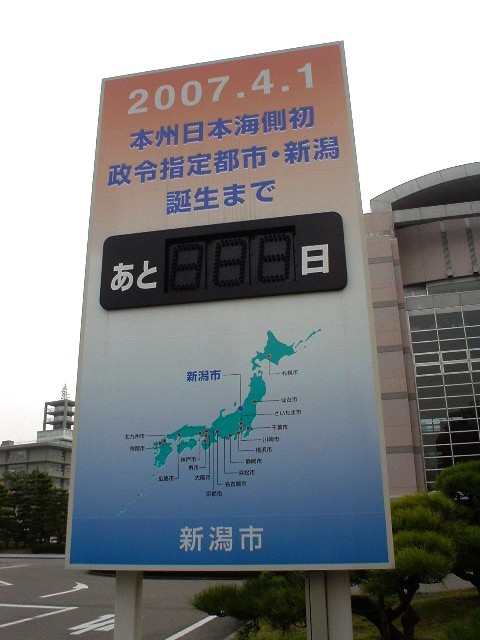 2007.4.1
本州日本海側初
政令指定都市・新潟
誕生まで
あと 日
新潟市
札幌市
仙台市
さいたま市
千葉市
川崎市
横浜市
静岡市
浜松市
名古屋市
京都市
大阪市
堺市
神戸市
広島市
北九州市
福岡市
新潟市